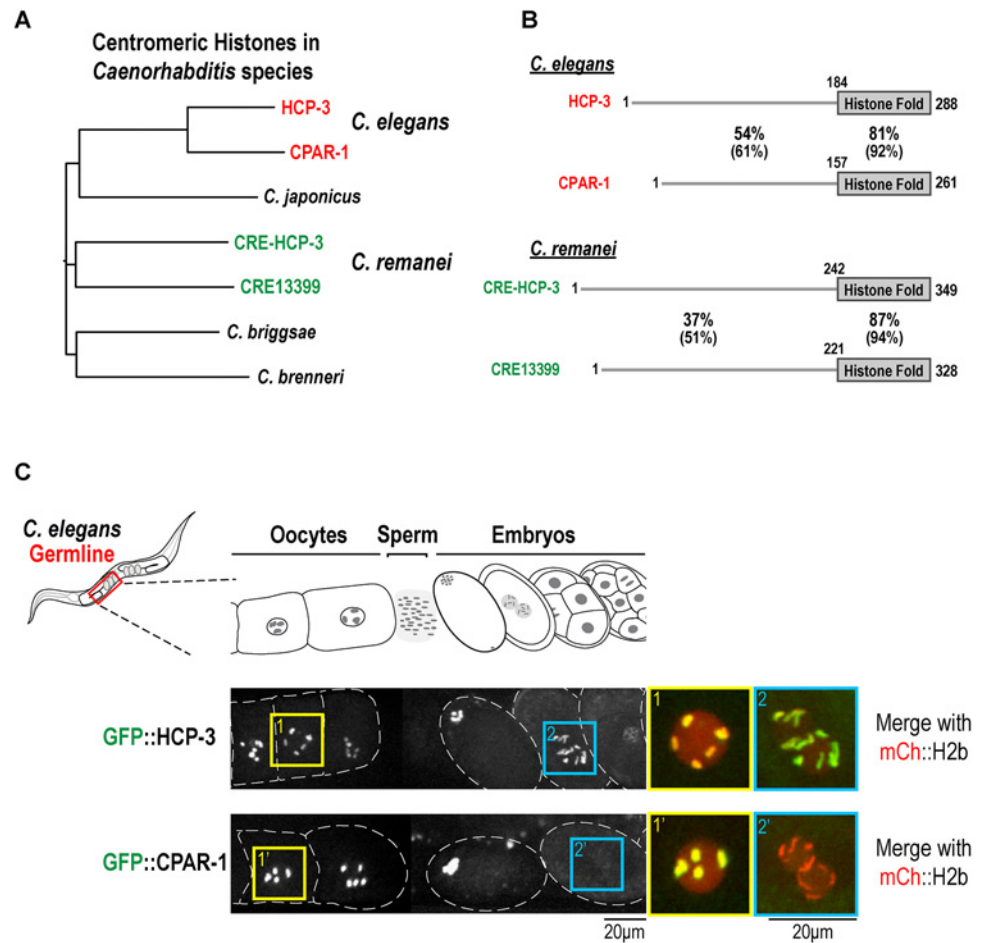 A
Centromeric Histones in
Caenorhabditis species
HCP-3
C. elegans
CPAR-1
C. japonicus
CRE-HCP-3
C. remanei
CRE13399
C. briggsae
C. brenneri
B
C. elegans
184
HCP-3 1 Histone Fold 288
54% 81%
(61%) (92%)
157
CPAR-1 1 Histone Fold 261
C. remanei
242
CRE-HCP-3 1 Histone Fold 349
37% 87%
(51%) (94%)
221
CRE13399 1 Histone Fold 328
C
C. elegans
Germline
Oocytes Sperm Embryos
GFP::HCP-3
1
2
1
2
Merge with
mCh::H2b
GFP::CPAR-1
1'
2'
1'
2'
Merge with
mCh::H2b
20µm
20µm